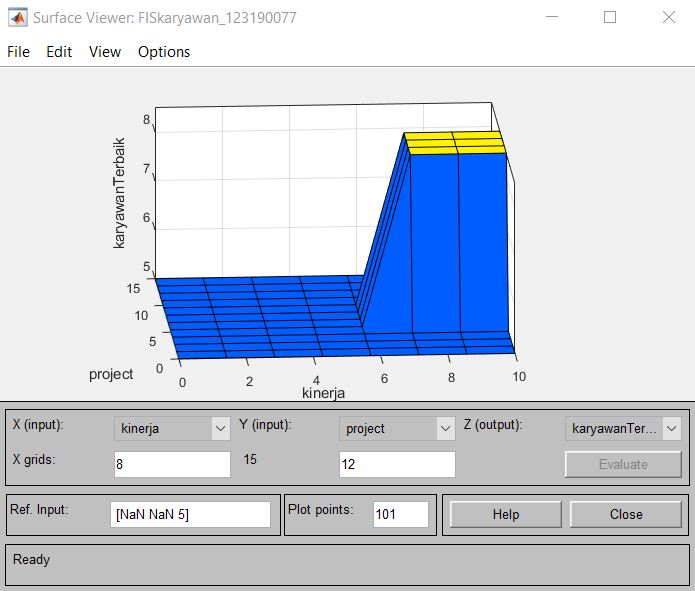 Surface Viewer: FISkaryawan_123190077
File Edit View Options
karyawanTerbaik
8
7
6
5
15
10
5
0
project
0 2 4 6 8 10
kinerja
X (input): kinerja Y (input): project Z (output): karyawanTer...
X grids: 8 15 12 Evaluate
Ref. Input: [NaN NaN 5] Plot points: 101 Help Close
Ready